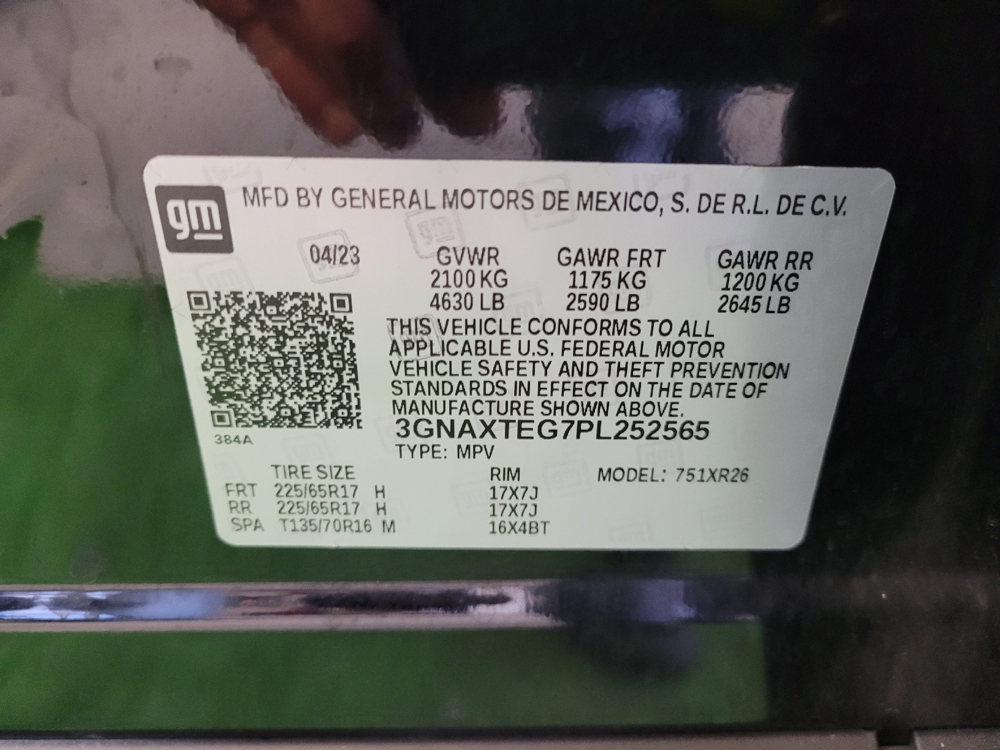 gm
MFD BY GENERAL MOTORS DE MEXICO, S. DE R.L. DE C.V.
04/23 GVWR GAWR FRT GAWR RR
2100 KG 1175 KG 1200 KG
4630 LB 2590 LB 2645 LB
THIS VEHICLE CONFORMS TO ALL
APPLICABLE U.S. FEDERAL MOTOR
VEHICLE SAFETY AND THEFT PREVENTION
STANDARDS IN EFFECT ON THE DATE OF
MANUFACTURE SHOWN ABOVE.
384A
3GNAXTEG7PL252565
TYPE: MPV
TIRE SIZE RIM MODEL: 751XR26
FRT 225/65R17 H 17X7J
RR 225/65R17 H 17X7J
SPA T135/70R16 M 16X4BT